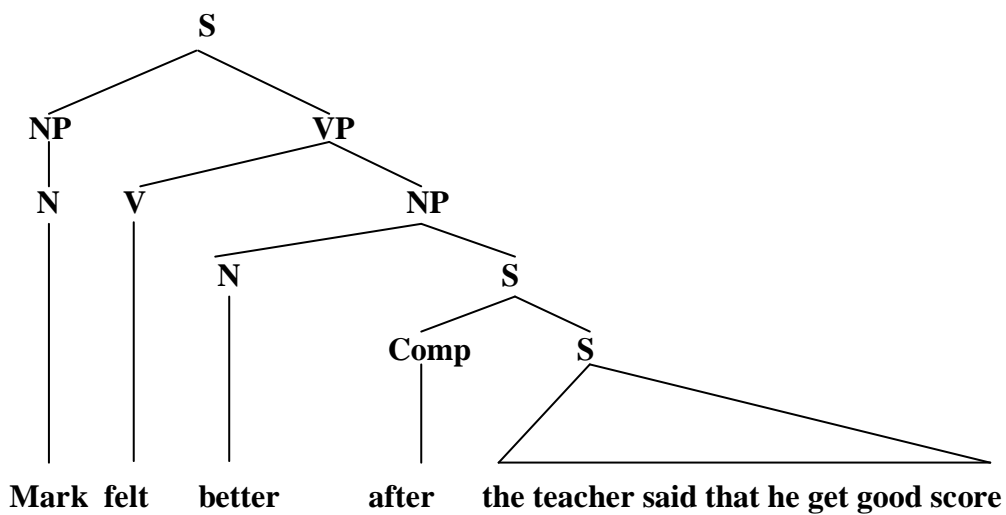 S
NP VP
N V NP
N S
Comp S
Mark felt better after the teacher said that he get good score